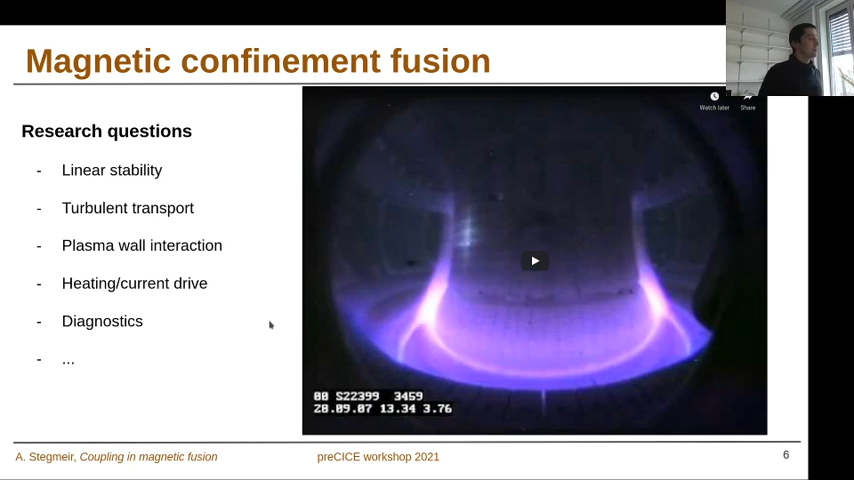 Magnetic confinement fusion
Research questions
- Linear stability
- Turbulent transport
- Plasma wall interaction
- Heating/current drive
- Diagnostics
- ...
Watch later
Share
00 S22399 3459
28.09.07 13.34 3.76
A. Stegmeir, Coupling in magnetic fusion
preCICE workshop 2021
6